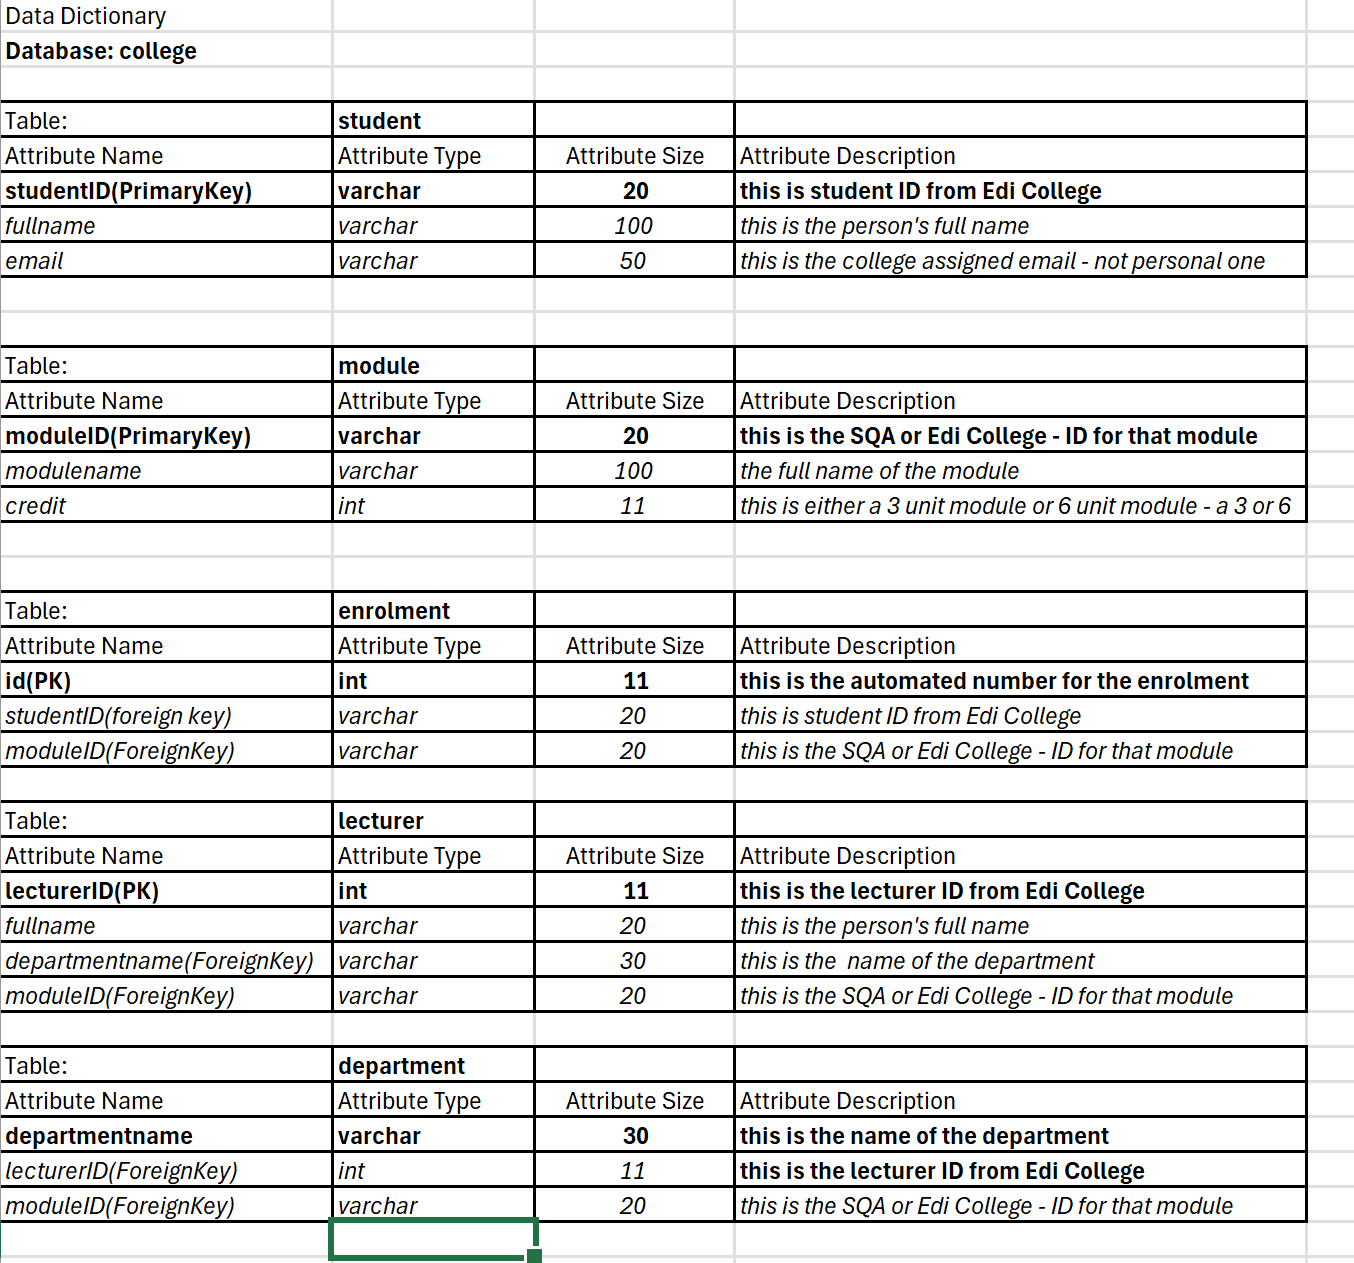 Data Dictionary
Database: college
Table: student
Attribute Name Attribute Type Attribute Size Attribute Description
studentID(PrimaryKey) varchar 20 this is student ID from Edi College
fullname varchar 100 this is the person's full name
email varchar 50 this is the college assigned email - not personal one
Table: module
Attribute Name Attribute Type Attribute Size Attribute Description
moduleID(PrimaryKey) varchar 20 this is the SQA or Edi College - ID for that module
modulename varchar 100 the full name of the module
credit int 11 this is either a 3 unit module or 6 unit module - a 3 or 6
Table: enrolment
Attribute Name Attribute Type Attribute Size Attribute Description
id(PK) int 11 this is the automated number for the enrolment
studentID(foreign key) varchar 20 this is student ID from Edi College
moduleID(ForeignKey) varchar 20 this is the SQA or Edi College - ID for that module
Table: lecturer
Attribute Name Attribute Type Attribute Size Attribute Description
lecturerID(PK) int 11 this is the lecturer ID from Edi College
fullname varchar 20 this is the person's full name
departmentname(ForeignKey) varchar 30 this is the  name of the department
moduleID(ForeignKey) varchar 20 this is the SQA or Edi College - ID for that module
Table: department
Attribute Name Attribute Type Attribute Size Attribute Description
departmentname varchar 30 this is the name of the department
lecturerID(ForeignKey) int 11 this is the lecturer ID from Edi College
moduleID(ForeignKey) varchar 20 this is the SQA or Edi College - ID for that module